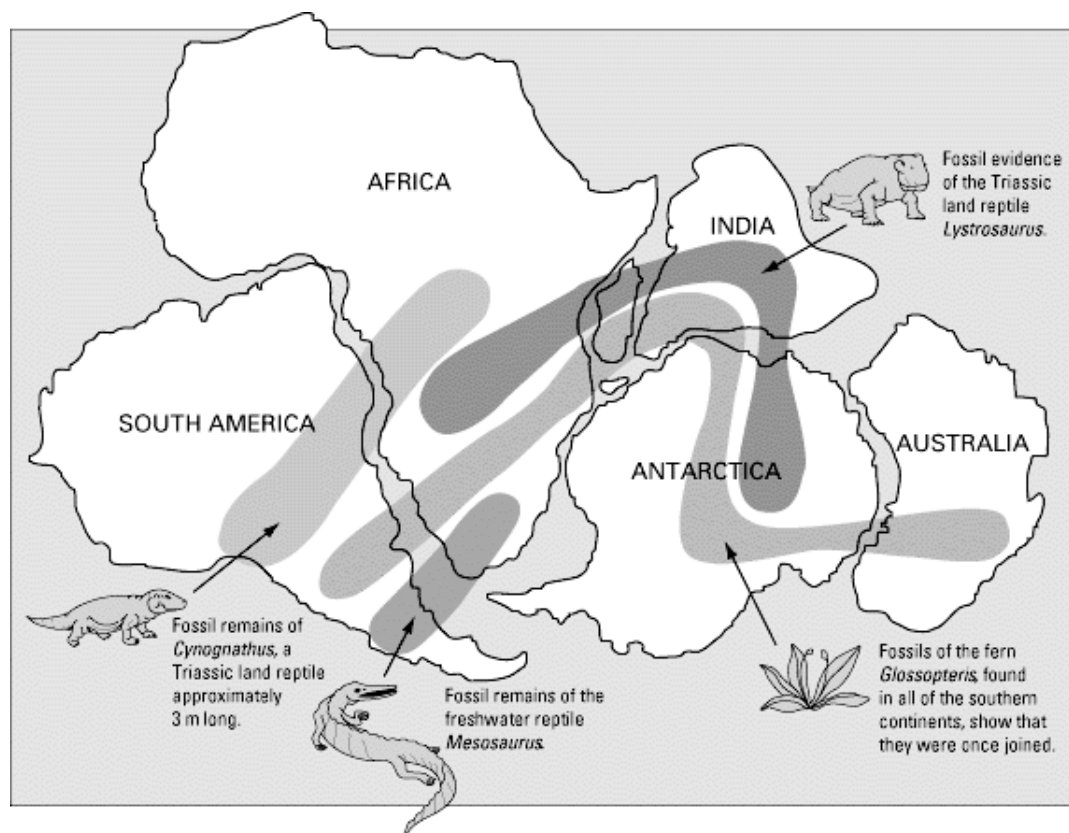 AFRICA
INDIA
Fossil evidence
of the Triassic
land reptile
Lystrosaurus.
SOUTH AMERICA
ANTARCTICA
AUSTRALIA
Fossil remains of
Cynognathus, a
Triassic land reptile
approximately
3 m long.
Fossil remains of the
freshwater reptile
Mesosaurus.
Fossils of the fern
Glossopteris, found
in all of the southern
continents, show that
they were once joined.